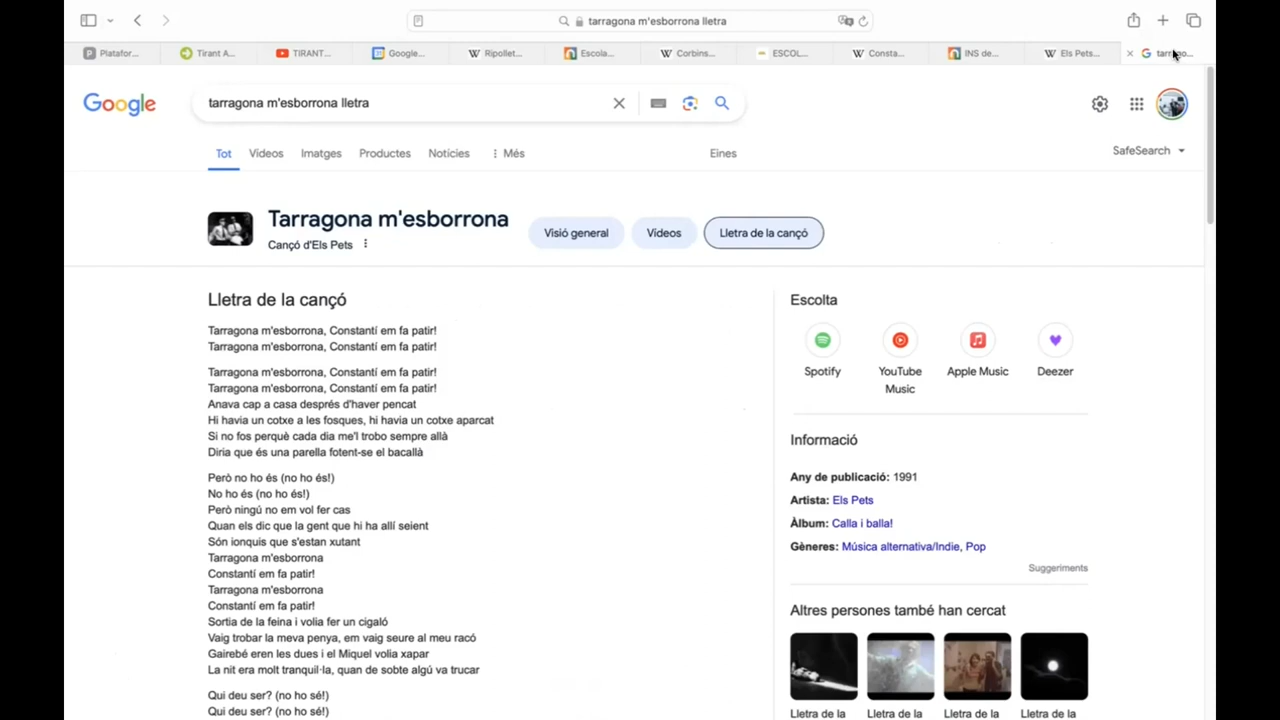 tarragona m'esborrona lletra
Platafor...
Tirant A...
TIRANT...
Google...
Ripollet...
Escola...
Corbins...
ESCOL...
Consta...
INS de...
Els Pets...
Google
tarragona m'esborrona lletra
Tot
Vídeos
Imatges
Productes
Notícies
Més
Eines
SafeSearch
Tarragona m'esborrona
Cançó d'Els Pets
Visió general
Vídeos
Lletra de la cançó
Lletra de la cançó
Tarragona m'esborrona, Constantí em fa patir!
Tarragona m'esborrona, Constantí em fa patir!
Tarragona m'esborrona, Constantí em fa patir!
Tarragona m'esborrona, Constantí em fa patir!
Anava cap a casa després d'haver pencat
Hi havia un cotxe a les fosques, hi havia un cotxe aparcat
Si no fos perquè cada dia me'l trobo sempre allà
Diria que és una parella fotent-se el bacallà
Però no ho és (no ho és!)
No ho és (no ho és!)
Però ningú no em vol fer cas
Quan els dic que la gent que hi ha allí seient
Són ionquis que s'estan xutant
Tarragona m'esborrona
Constantí em fa patir!
Tarragona m'esborrona
Constantí em fa patir!
Sortia de la feina i volia fer un cigaló
Vaig trobar la meva penya, em vaig seure al meu racó
Gairebé eren les dues i el Miquel volia xapar
La nit era molt tranquil·la, quan de sobte algú va trucar
Qui deu ser? (no ho sé!)
Qui deu ser? (no ho sé!)
Escolta
Spotify
YouTube Music
Apple Music
Deezer
Informació
Any de publicació: 1991
Artista: Els Pets
Àlbum: Calla i balla!
Gèneres: Música alternativa/Indie, Pop
Suggeriments
Altres persones també han cercat
Lletra de la
Lletra de la
Lletra de la
Lletra de la